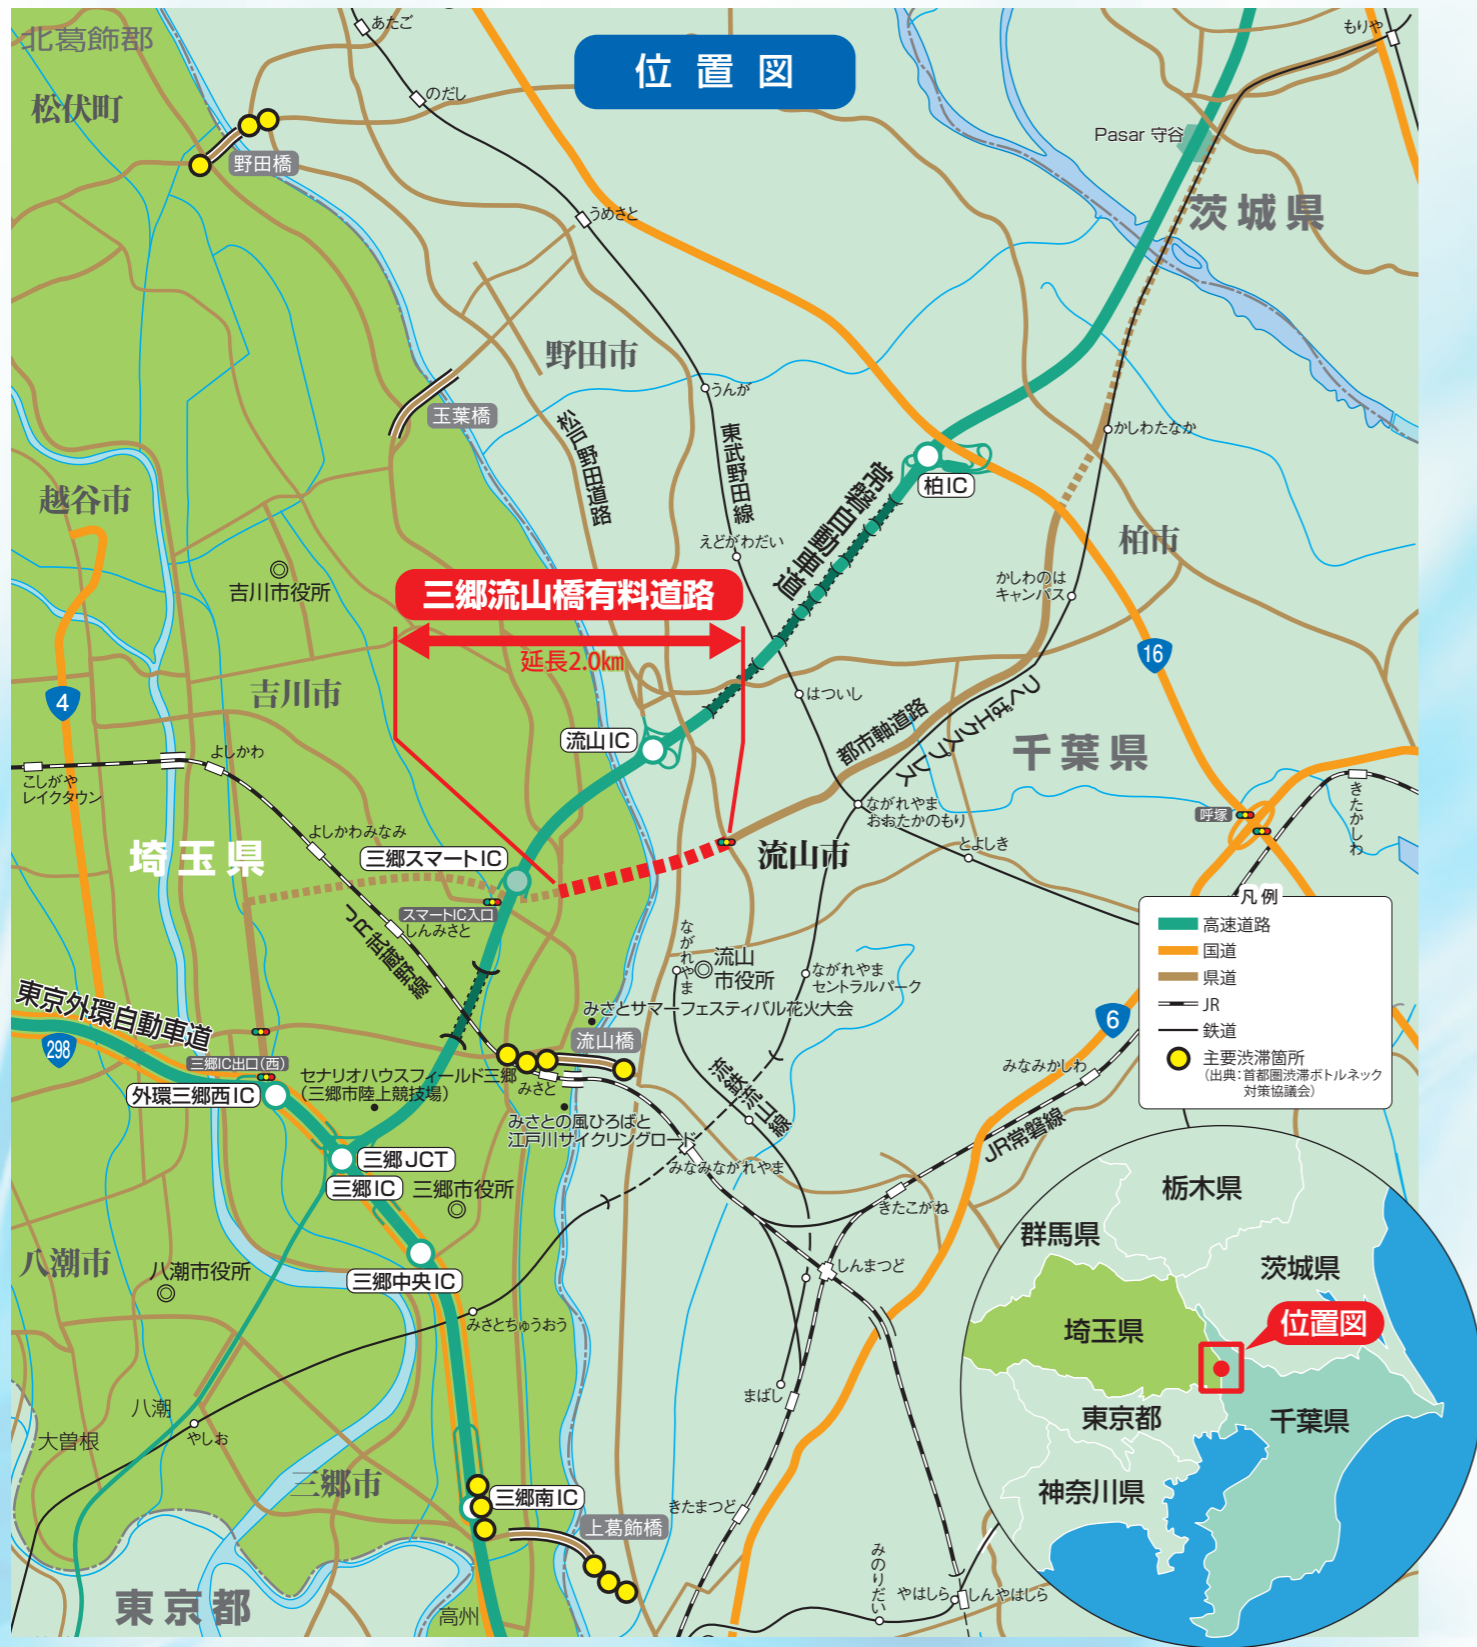 位置図
北葛飾郡
松伏町
あたご
のだし
もりや
Pasar 守谷
茨城県
野田橋
うめさと
野田市
うんが
玉葉橋
松戸野田道路
東武野田線
かしわたなか
柏IC
常磐自動車道
越谷市
えどがわだい
柏市
吉川市役所
かしわのは
キャンパス
三郷流山橋有料道路
延長2.0km
16
4
吉川市
はついし
つくばエクスプレス
都市軸道路
流山IC
千葉県
よしかわ
こしがや
レイクタウン
ながれやま
おおたかのもり
呼塚
きたかしわ
よしかわみなみ
埼玉県
三郷スマートIC
流山市
とよしき
スマートIC入口
しんみさと
JR武蔵野線
ながれやま
流山
市役所
ながれやま
セントラルパーク
凡例
高速道路
国道
県道
JR
鉄道
主要渋滞箇所
(出典:首都圏渋滞ボトルネック
対策協議会)
東京外環自動車道
298
みさとサマーフェスティバル花火大会
6
流山橋
三郷IC出口(西)
セナリオハウスフィールド三郷
(三郷市陸上競技場)
みさと
流鉄流山線
みなみかしわ
外環三郷西IC
みさとの風ひろばと
江戸川サイクリングロード
JR常磐線
三郷JCT
三郷IC
三郷市役所
みなみながれやま
きたこがね
八潮市
八潮市役所
三郷中央IC
しんまつど
みさとちゅうおう
まばし
八潮
やしお
大曽根
三郷市
三郷南IC
上葛飾橋
きたまつど
みのりだい
やはしら
しんやはしら
東京都
高州
栃木県
群馬県
茨城県
埼玉県
位置図
東京都
千葉県
神奈川県